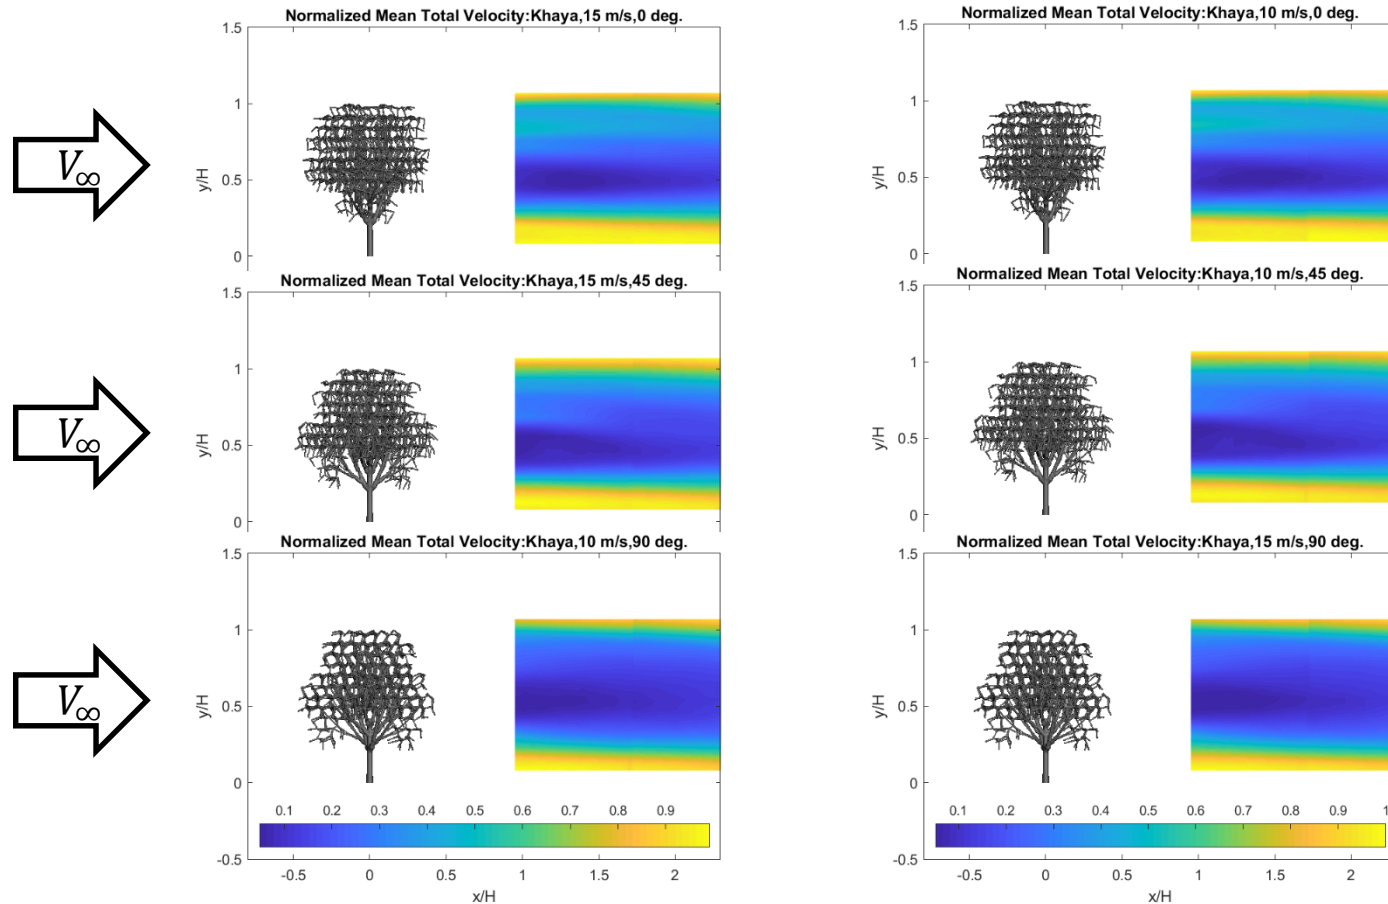 Normalized Mean Total Velocity:Khaya,15 m/s,0 deg.
1.5
1
0.5
0
y/H
V∞
Normalized Mean Total Velocity:Khaya,10 m/s,0 deg.
1.5
1
0.5
0
y/H
Normalized Mean Total Velocity:Khaya,15 m/s,45 deg.
1.5
1
0.5
0
y/H
V∞
Normalized Mean Total Velocity:Khaya,10 m/s,45 deg.
1.5
1
0.5
0
y/H
Normalized Mean Total Velocity:Khaya,10 m/s,90 deg.
1.5
1
0.5
0
-0.5
y/H
V∞
0.1 0.2 0.3 0.4 0.5 0.6 0.7 0.8 0.9
-0.5 0 0.5 1 1.5 2
x/H
Normalized Mean Total Velocity:Khaya,15 m/s,90 deg.
1.5
1
0.5
0
-0.5
y/H
0.1 0.2 0.3 0.4 0.5 0.6 0.7 0.8 0.9 1
-0.5 0 0.5 1 1.5 2
x/H